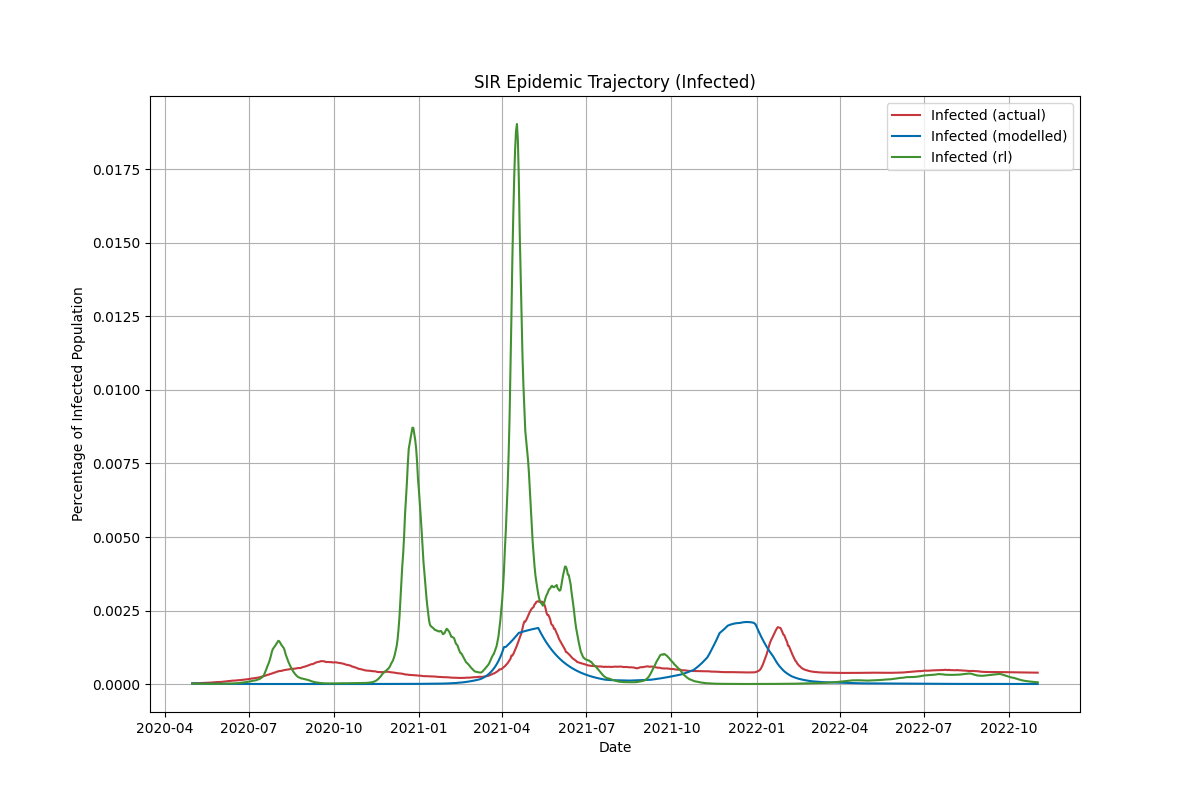 SIR Epidemic Trajectory (Infected)
Infected (actual)
Infected (modelled)
Infected (rl)
Percentage of Infected Population
0.0175
0.0150
0.0125
0.0100
0.0075
0.0050
0.0025
0.0000
2020-04 2020-07 2020-10 2021-01 2021-04 2021-07 2021-10 2022-01 2022-04 2022-07 2022-10
Date